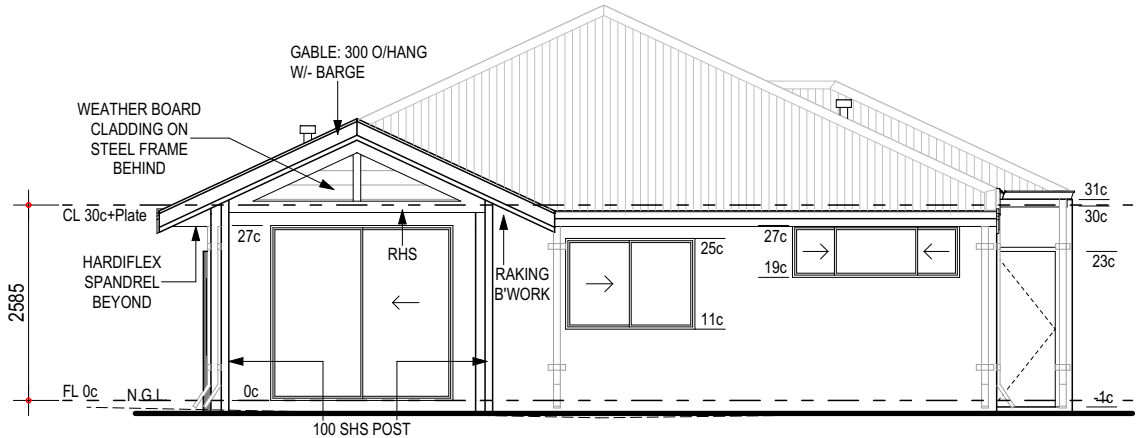 GABLE: 300 O/HANG
W/- BARGE
WEATHER BOARD
CLADDING ON
STEEL FRAME
BEHIND
CL 30c+Plate
31c
30c
27c
RHS
25c
27c
23c
HARDIFLEX
SPANDREL
BEYOND
RAKING
B'WORK
19c
11c
2585
FL 0c
N.G.L.
0c
-1c
100 SHS POST